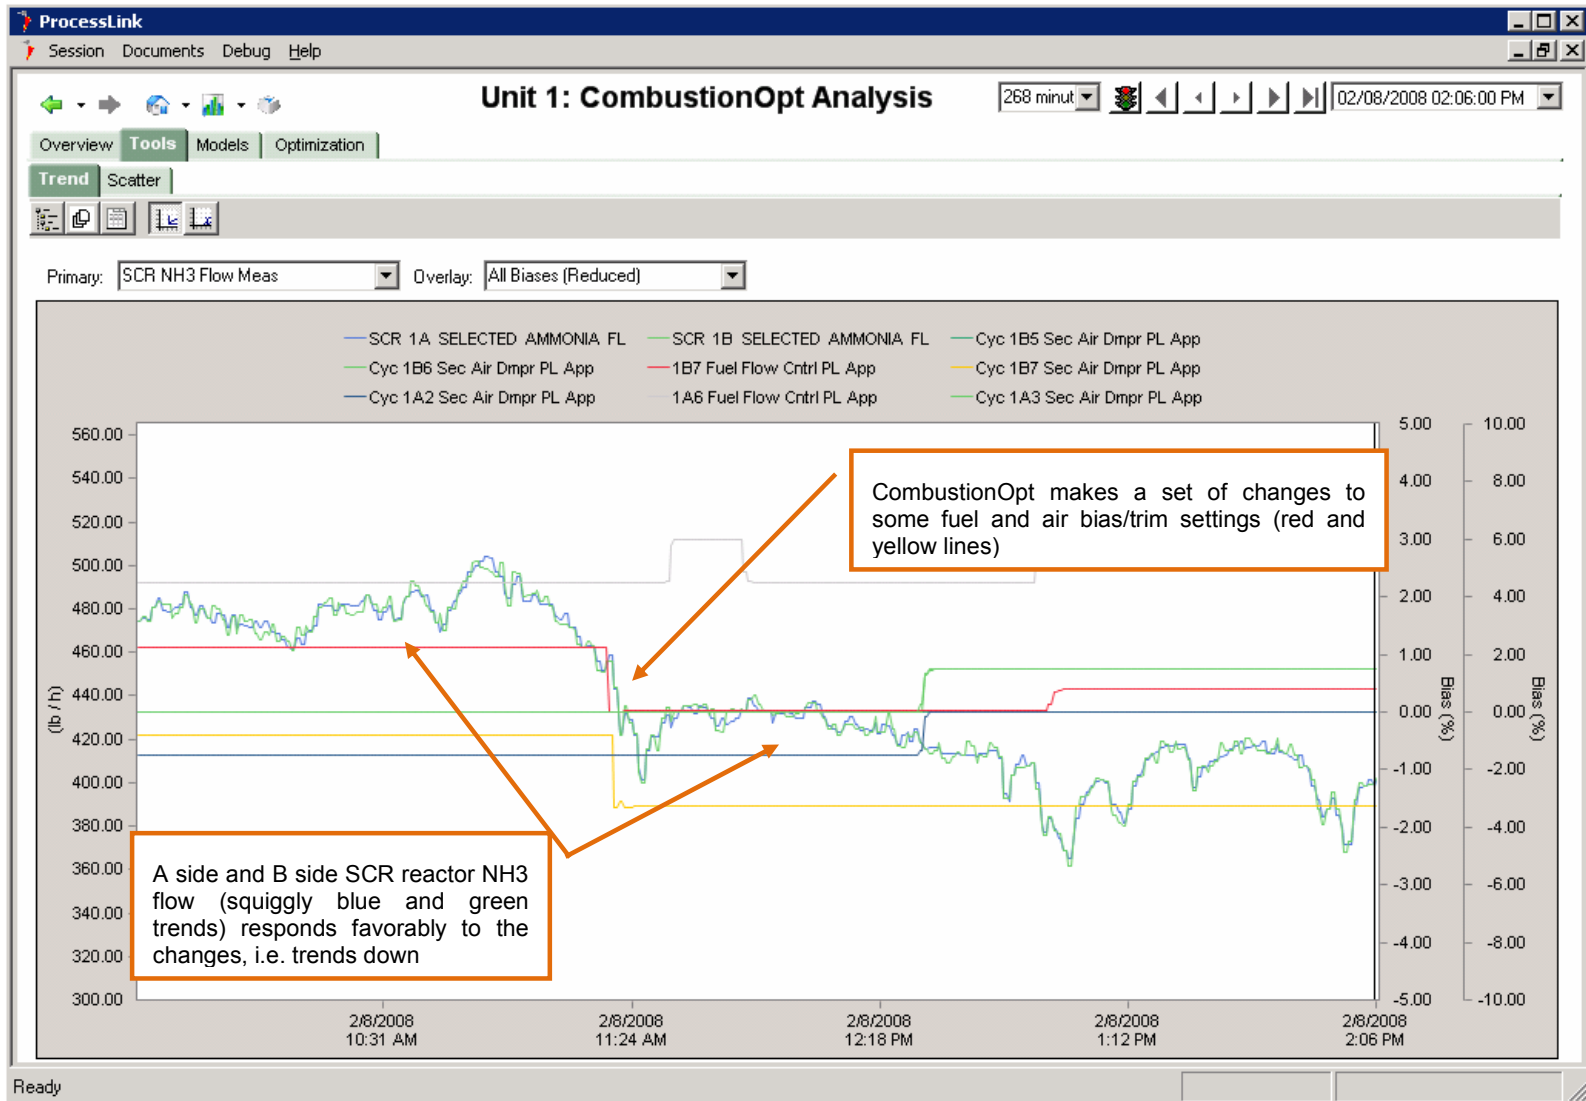 ProcessLink
Session Documents Debug Help
Unit 1: CombustionOpt Analysis
268 minut
02/08/2008 02:06:00 PM
Overview Tools Models Optimization
Trend Scatter
Primary: SCR NH3 Flow Meas Overlay: All Biases (Reduced)
SCR 1A SELECTED AMMONIA FL SCR 1B SELECTED AMMONIA FL Cyc 1B5 Sec Air Dmpr PL App
Cyc 1B6 Sec Air Dmpr PL App 1B7 Fuel Flow Cntrl PL App Cyc 1B7 Sec Air Dmpr PL App
Cyc 1A2 Sec Air Dmpr PL App 1A6 Fuel Flow Cntrl PL App Cyc 1A3 Sec Air Dmpr PL App
560.00
540.00
520.00
500.00
480.00
460.00
440.00
420.00
400.00
380.00
360.00
340.00
320.00
300.00
(lb / h)
CombustionOpt makes a set of changes to
some fuel and air bias/trim settings (red and
yellow lines)
A side and B side SCR reactor NH3
flow (squiggly blue and green
trends) responds favorably to the
changes, i.e. trends down
5.00
4.00
3.00
2.00
1.00
0.00
-1.00
-2.00
-3.00
-4.00
-5.00
Bias (%)
10.00
8.00
6.00
4.00
2.00
0.00
-2.00
-4.00
-6.00
-8.00
-10.00
Bias (%)
2/8/2008
10:31 AM
2/8/2008
11:24 AM
2/8/2008
12:18 PM
2/8/2008
1:12 PM
2/8/2008
2:06 PM
Ready